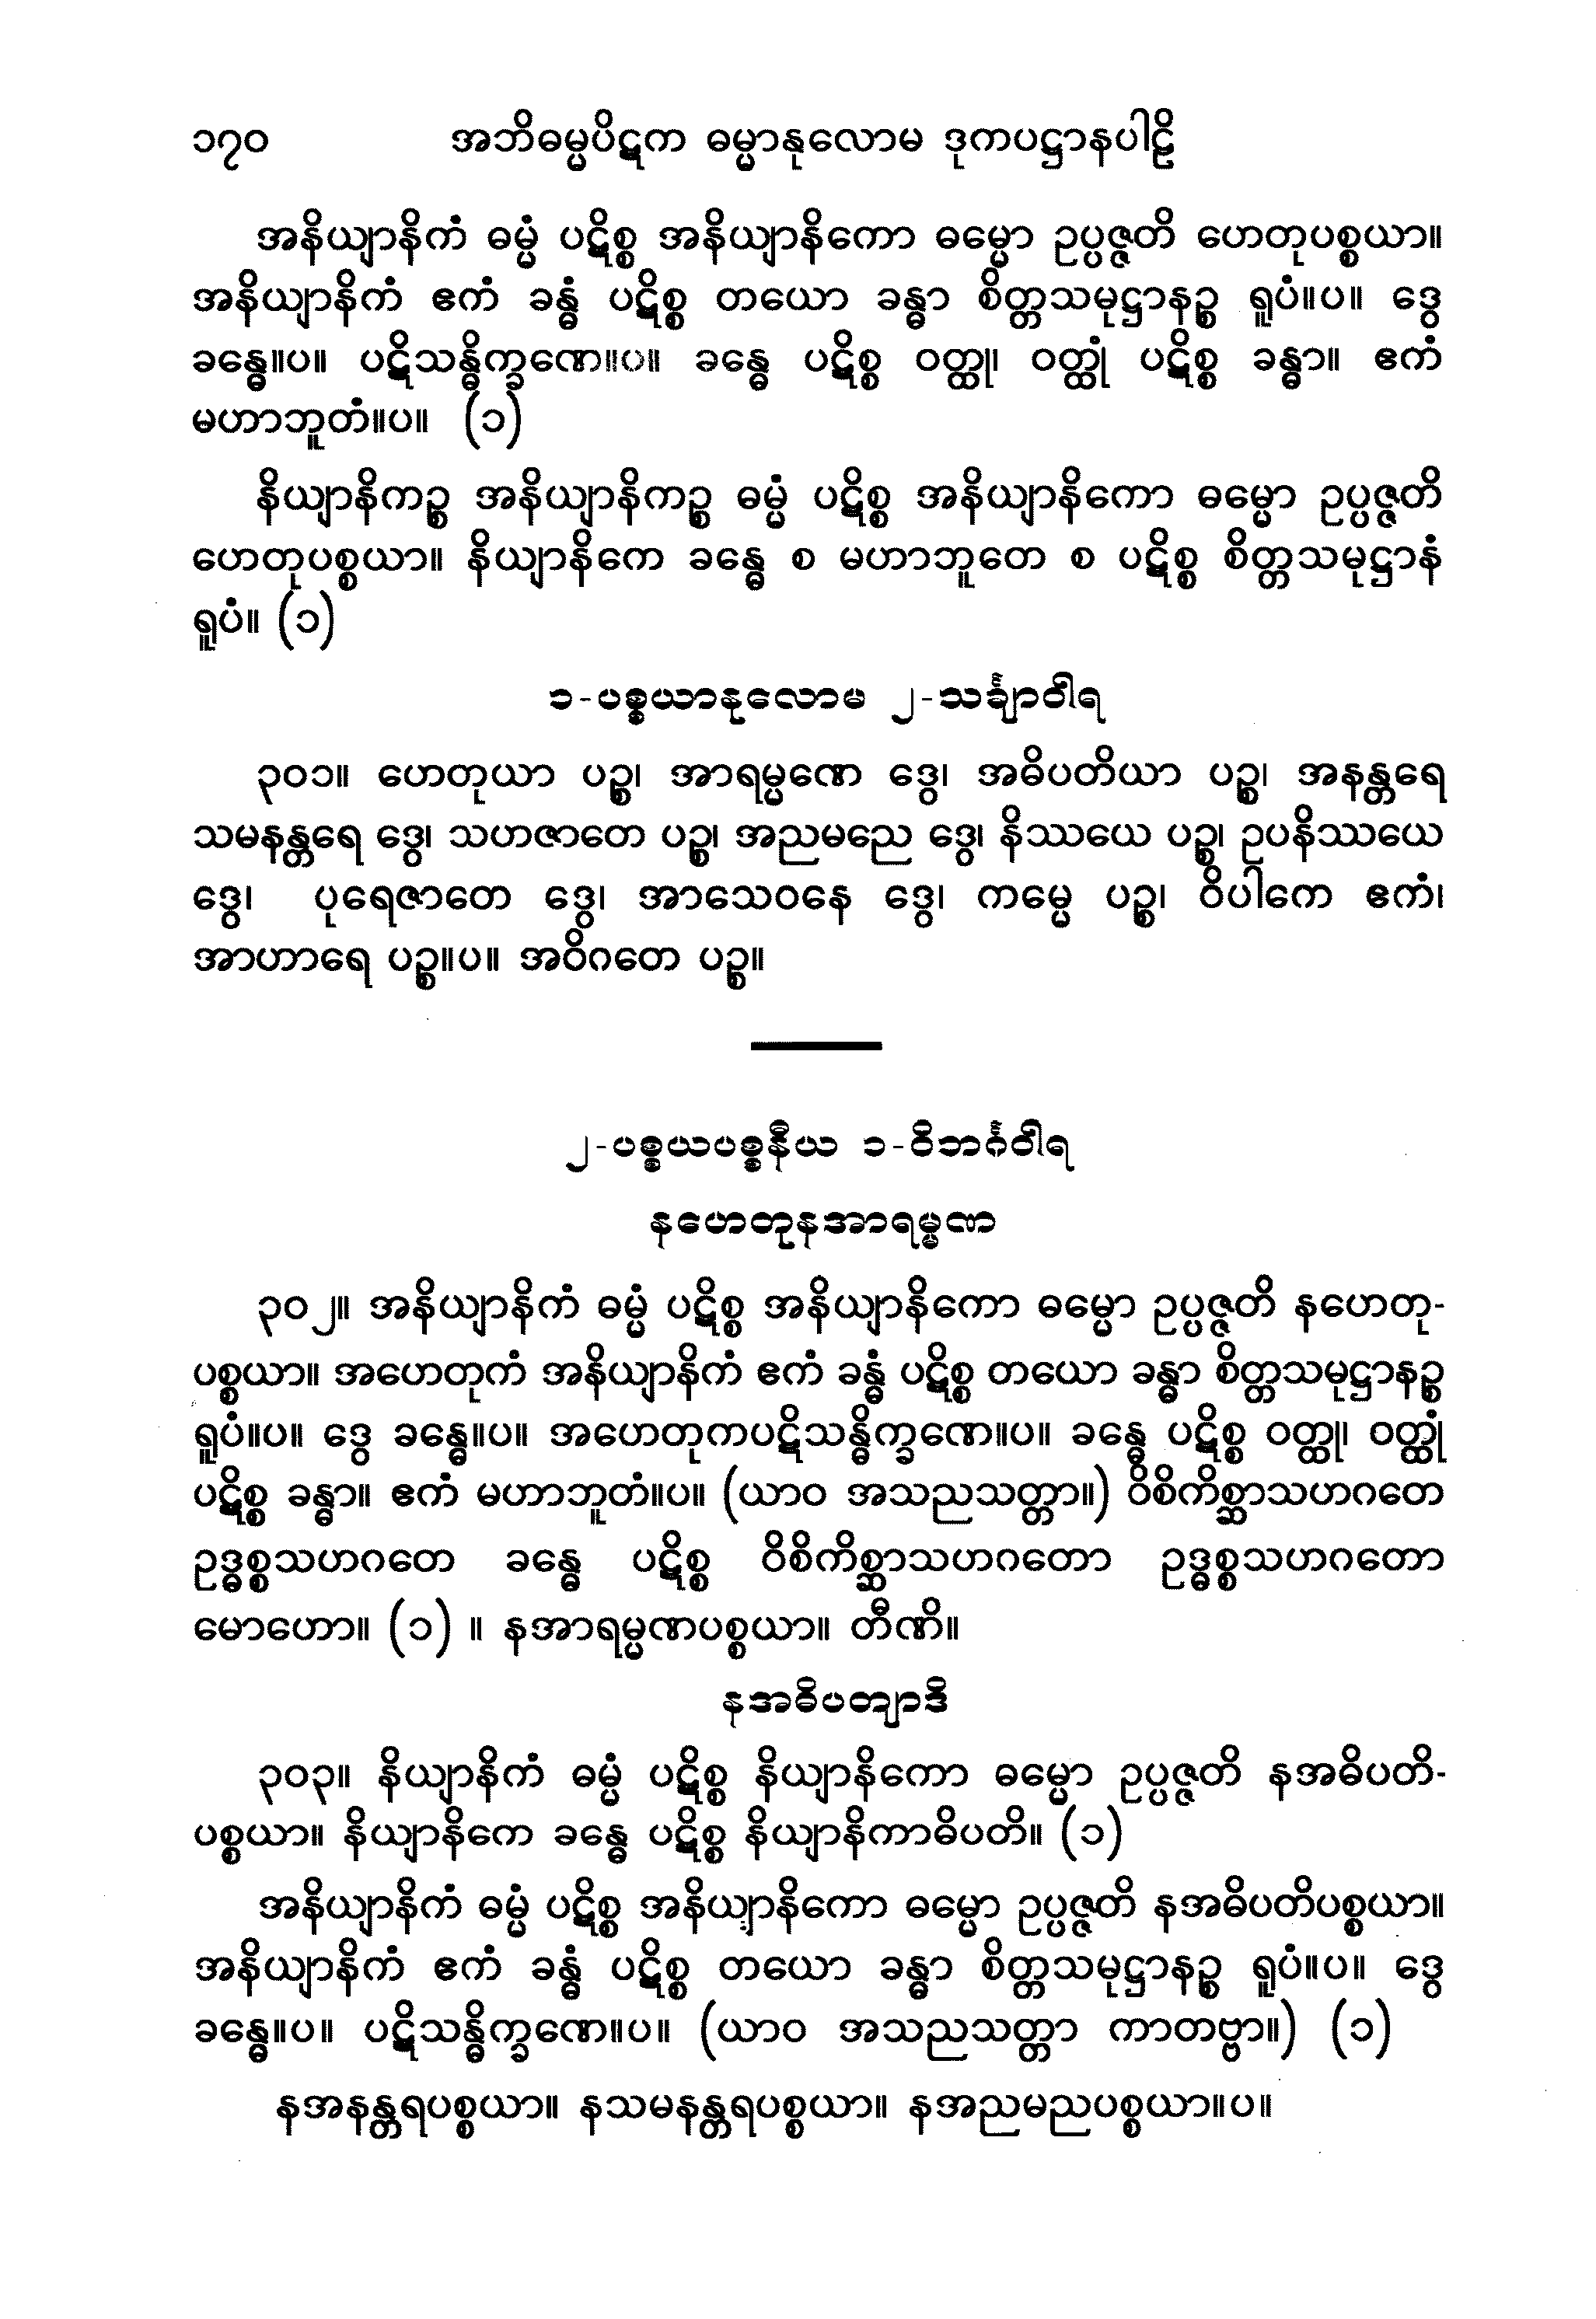 ၁၇၀ အဘိဓမ္မပိဋက ဓမ္မာနုလောမ ဒုကပဋ္ဌာနပါဠိ
အနိယျာနိကံ ဓမ္မံ ပဋိစ္စ အနိယျာနိကော ဓမ္မော ဥပ္ပဇ္ဇတိ ဟေတုပစ္စယာ။
အနိယျာနိကံ ဧကံ ခန္ဓံ ပဋိစ္စ တယော ခန္ဓာ စိတ္တသမုဋ္ဌာနဉ္စ ရူပံ။ပ။ ဒွေ
ခန္ဓေ။ပ။ ပဋိသန္ဓိက္ခဏေ။ပ။ ခန္ဓေ ပဋိစ္စ ဝတ္ထု၊ ဝတ္ထုံ ပဋိစ္စ ခန္ဓာ။ ဧကံ
မဟာဘူတံ။ပ။ (၁)
နိယျာနိကဉ္စ အနိယျာနိကဉ္စ ဓမ္မံ ပဋိစ္စ အနိယျာနိကော ဓမ္မော ဥပ္ပဇ္ဇတိ
ဟေတုပစ္စယာ။ နိယျာနိကေ ခန္ဓေ စ မဟာဘူတေ စ ပဋိစ္စ စိတ္တသမုဋ္ဌာနံ
ရူပံ။ (၁)
၁-ပစ္စယာနုလောမ ၂-သင်္ချာဝါရ
၃၀၁။ ဟေတုယာ ပဉ္စ၊ အာရမ္မဏေ ဒွေ၊ အဓိပတိယာ ပဉ္စ၊ အနန္တရေ
သမနန္တရေ ဒွေ၊ သဟဇာတေ ပဉ္စ၊ အညမညေ ဒွေ၊ နိဿယေ ပဉ္စ၊ ဥပနိဿယေ
ဒွေ၊ ပုရေဇာတေ ဒွေ၊ အာသေဝနေ ဒွေ၊ ကမ္မေ ပဉ္စ၊ ဝိပါကေ ဧကံ၊
အာဟာရေ ပဉ္စ။ပ။ အဝိဂတေ ပဉ္စ။
၂-ပစ္စယပစ္စနီယ ၁-ဝိဘင်္ဂဝါရ
နဟေတုနအာရမ္မဏ
၃၀၂။ အနိယျာနိကံ ဓမ္မံ ပဋိစ္စ အနိယျာနိကော ဓမ္မော ဥပ္ပဇ္ဇတိ နဟေတု-
ပစ္စယာ။ အဟေတုကံ အနိယျာနိကံ ဧကံ ခန္ဓံ ပဋိစ္စ တယော ခန္ဓာ စိတ္တသမုဋ္ဌာနဉ္စ
ရူပံ။ပ။ ဒွေ ခန္ဓေ။ပ။ အဟေတုကပဋိသန္ဓိက္ခဏေ။ပ။ ခန္ဓေ ပဋိစ္စ ဝတ္ထု၊ ဝတ္ထုံ
ပဋိစ္စ ခန္ဓာ။ ဧကံ မဟာဘူတံ။ပ။ (ယာဝ အသညသတ္တာ။) ဝိစိကိစ္ဆာသဟဂတေ
ဥဒ္ဓစ္စသဟဂတေ ခန္ဓေ ပဋိစ္စ ဝိစိကိစ္ဆာသဟဂတော ဥဒ္ဓစ္စသဟဂတော
မောဟော။ (၁) ။ နအာရမ္မဏပစ္စယာ။ တီဏိ။
နအဓိပတျာဒိ
၃၀၃။ နိယျာနိကံ ဓမ္မံ ပဋိစ္စ နိယျာနိကော ဓမ္မော ဥပ္ပဇ္ဇတိ နအဓိပတိ-
ပစ္စယာ။ နိယျာနိကေ ခန္ဓေ ပဋိစ္စ နိယျာနိကာဓိပတိ။ (၁)
အနိယျာနိကံ ဓမ္မံ ပဋိစ္စ အနိယျာနိကော ဓမ္မော ဥပ္ပဇ္ဇတိ နအဓိပတိပစ္စယာ။
အနိယျာနိကံ ဧကံ ခန္ဓံ ပဋိစ္စ တယော ခန္ဓာ စိတ္တသမုဋ္ဌာနဉ္စ ရူပံ။ပ။ ဒွေ
ခန္ဓေ။ပ။ ပဋိသန္ဓိက္ခဏေ။ပ။ (ယာဝ အသညသတ္တာ ကာတဗ္ဗာ။) (၁)
နအနန္တရပစ္စယာ။ နသမနန္တရပစ္စယာ။ နအညမညပစ္စယာ။ပ။